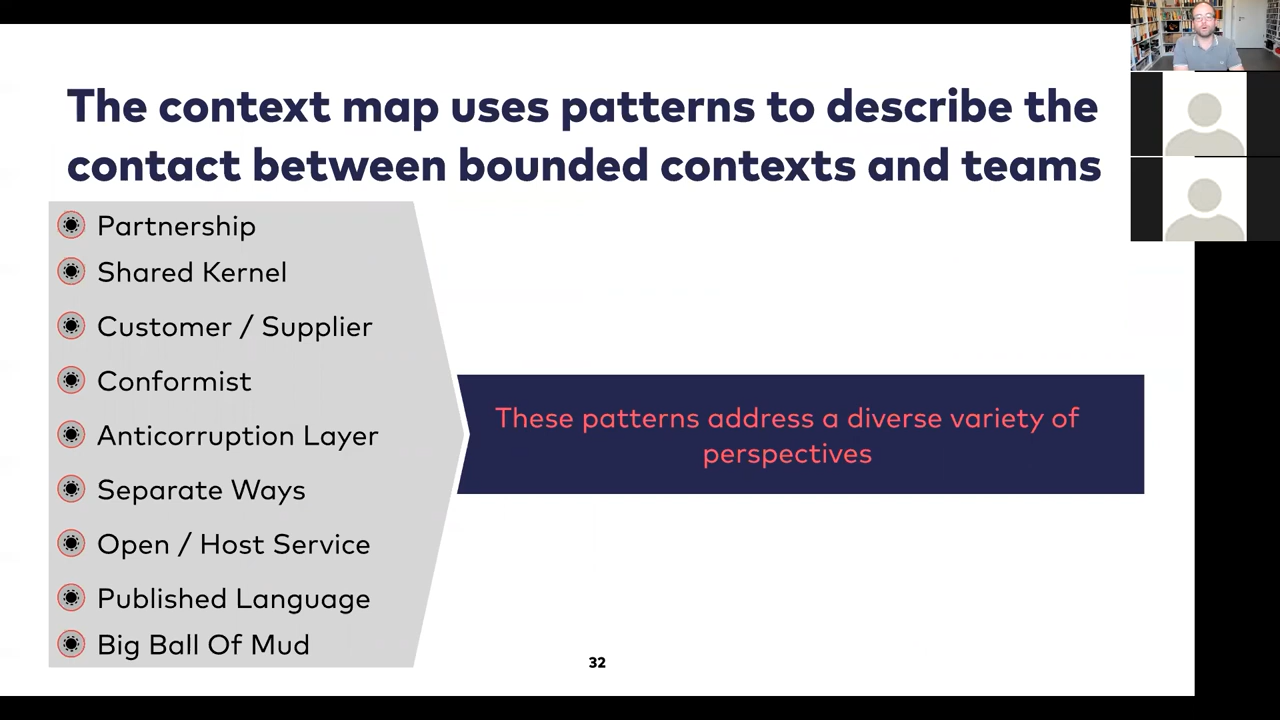 The context map uses patterns to describe the
contact between bounded contexts and teams
Partnership
Shared Kernel
Customer / Supplier
Conformist
Anticorruption Layer
Separate Ways
Open / Host Service
Published Language
Big Ball Of Mud
These patterns address a diverse variety of
perspectives
32